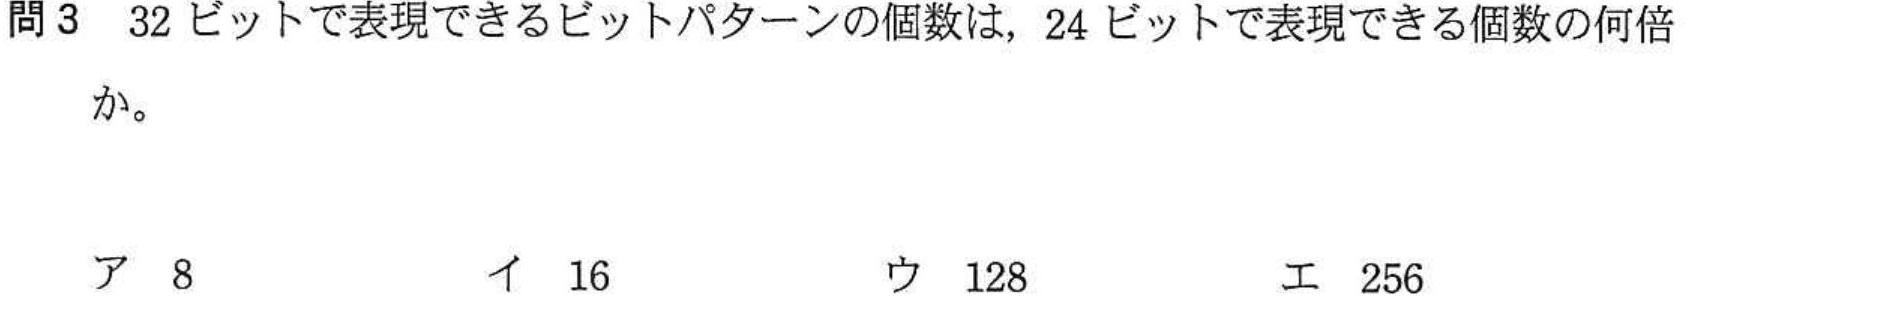 問3 32 ビットで表現できるビットパターンの個数は，24 ビットで表現できる個数の何倍
か。
ア 8 イ 16 ウ 128 エ 256